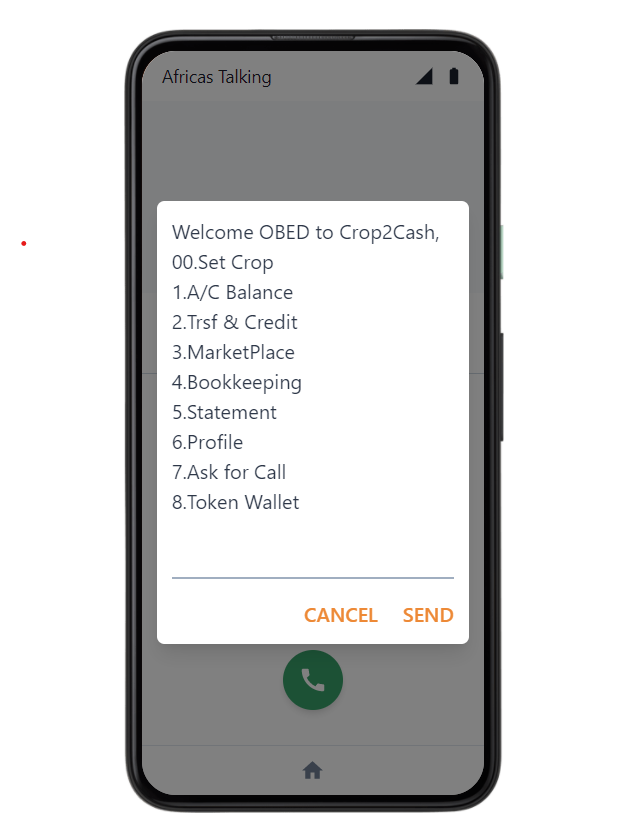 Africas Talking
Welcome OBED to Crop2Cash,
00.Set Crop
1.A/C Balance
2.Trsf & Credit
3.MarketPlace
4.Bookkeeping
5.Statement
6.Profile
7.Ask for Call
8.Token Wallet
CANCEL SEND